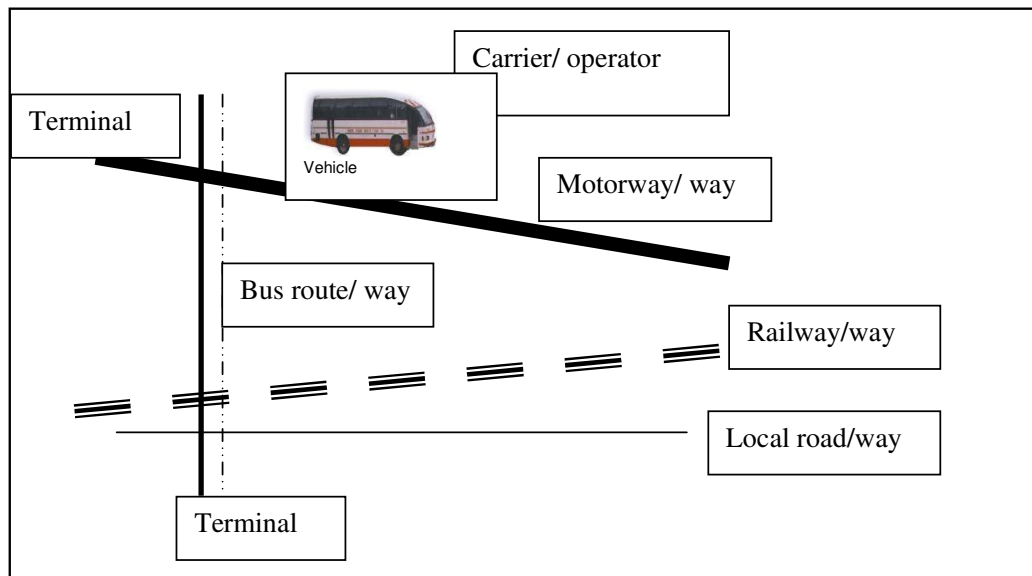 Carrier/ operator
Terminal
Vehicle
Motorway/ way
Bus route/ way
Railway/way
Local road/way
Terminal